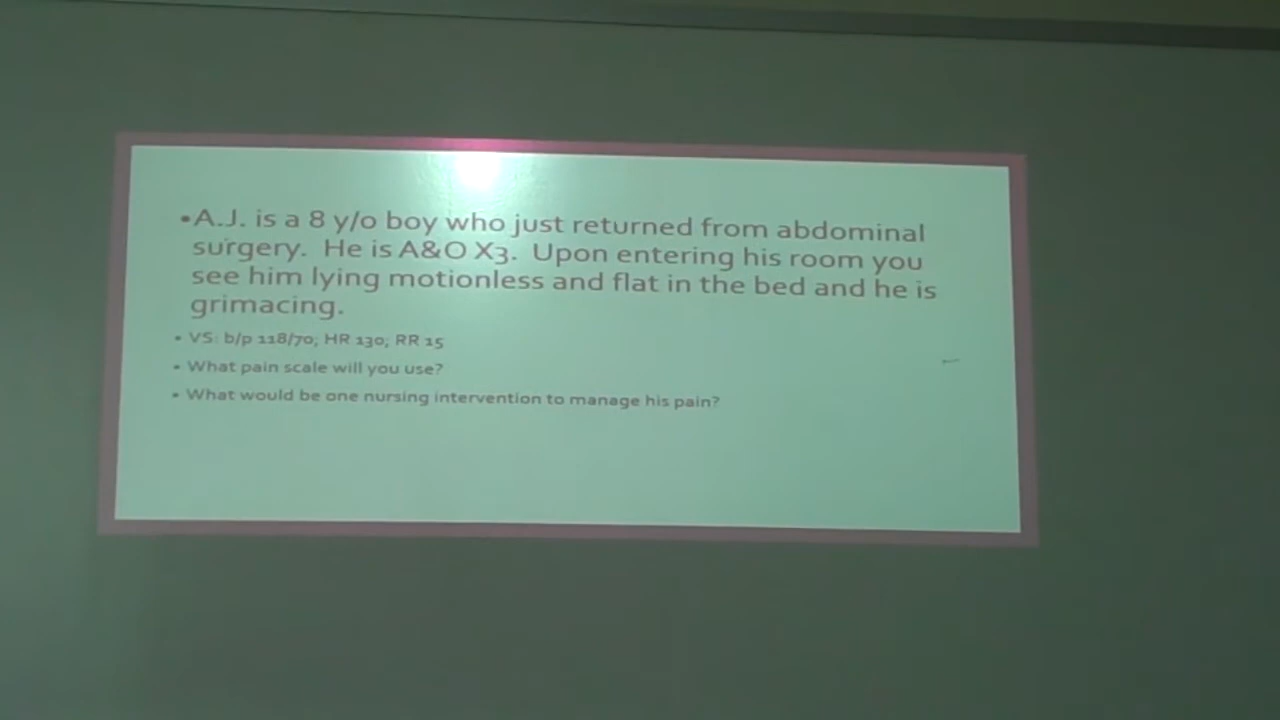 •A.J. is a 8 y/o boy who just returned from abdominal
surgery. He is A&O X3. Upon entering his room you
see him lying motionless and flat in the bed and he is
grimacing.
• VS: b/p 118/70; HR 130; RR 15
• What pain scale will you use?
• What would be one nursing intervention to manage his pain?